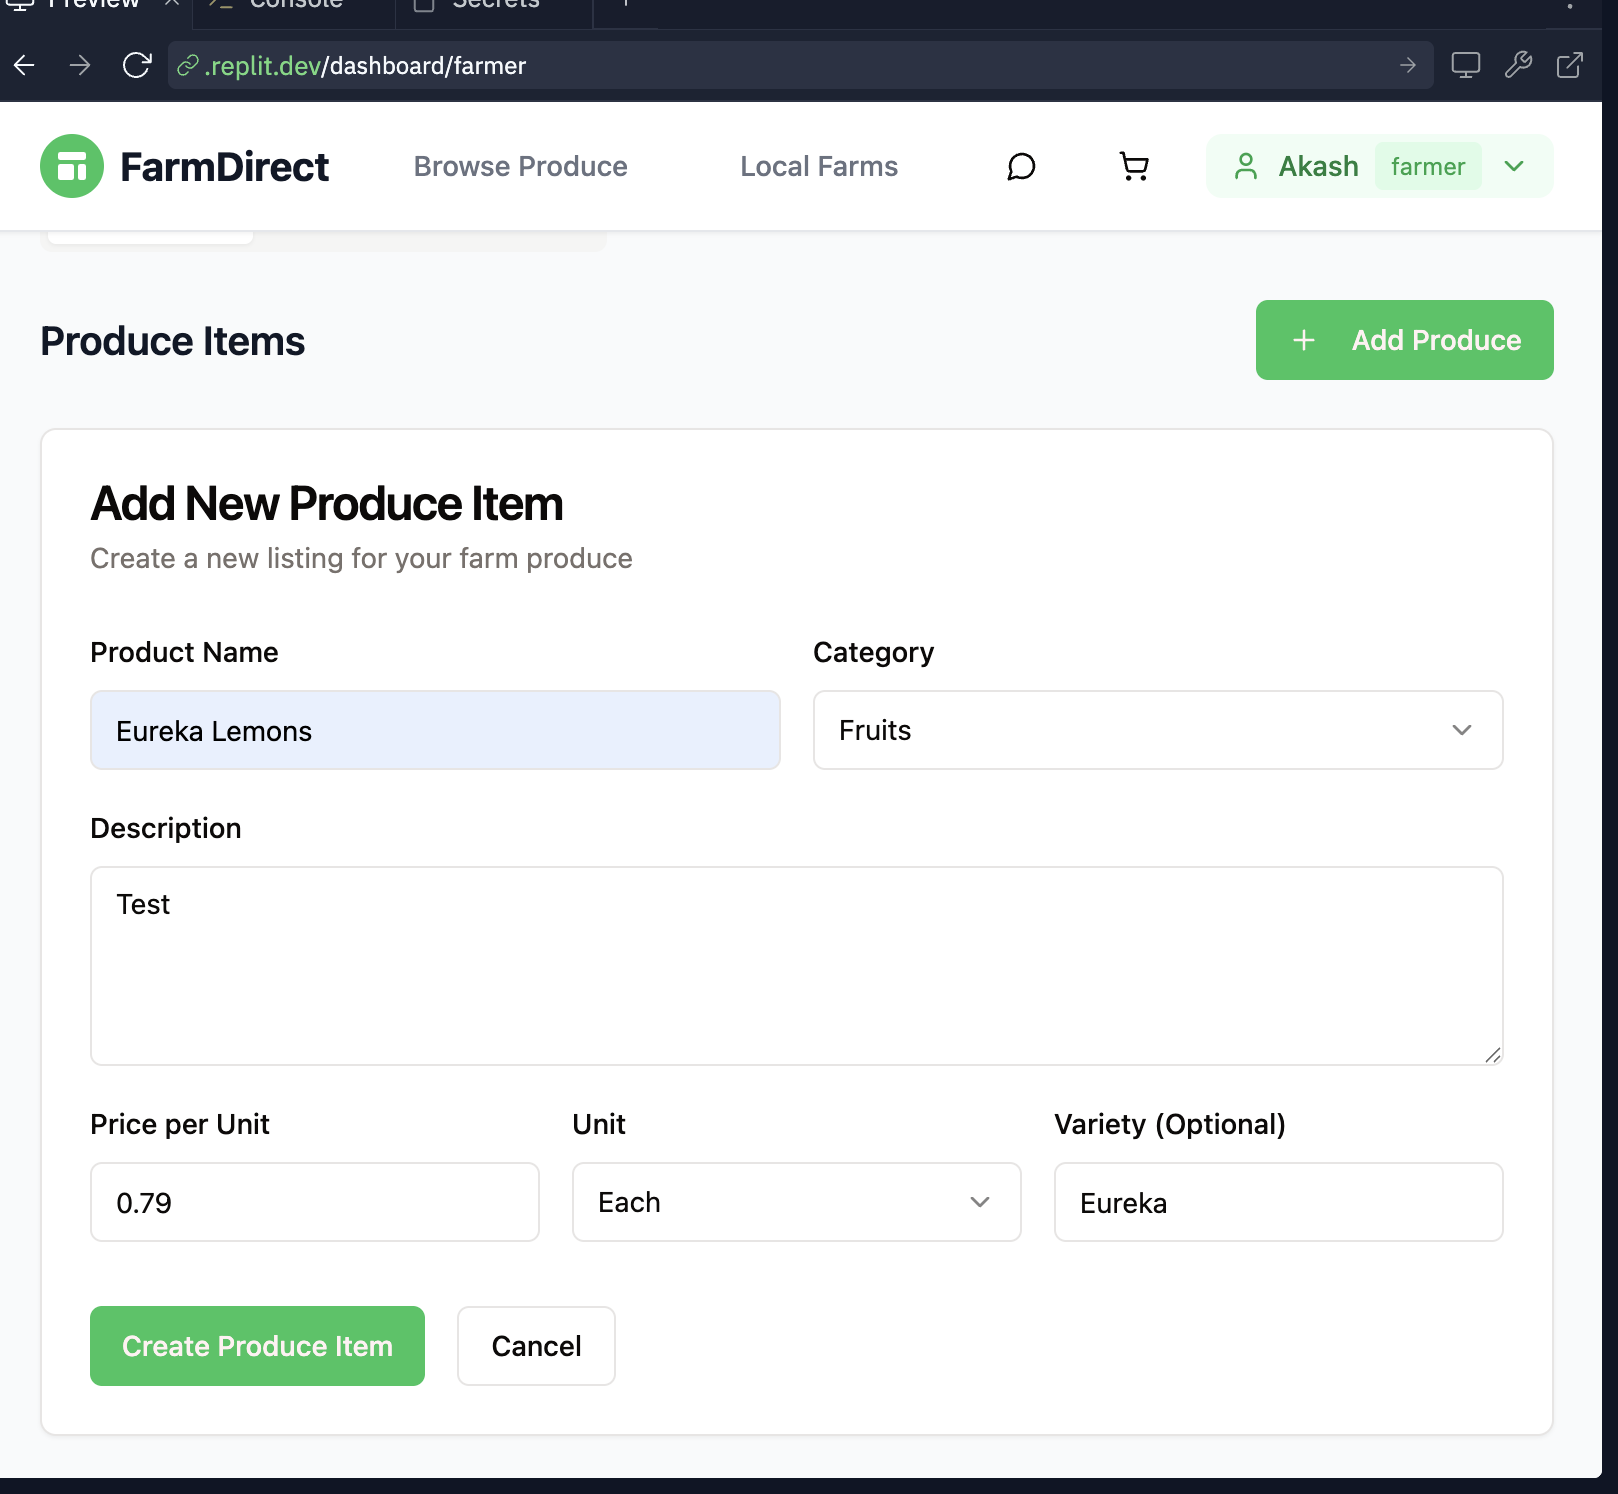 Preview
Console
Secrets
.replit.dev/dashboard/farmer
FarmDirect
Browse Produce
Local Farms
Akash
farmer
Produce Items
+ Add Produce
Add New Produce Item
Create a new listing for your farm produce
Product Name
Category
Eureka Lemons
Fruits
Description
Test
Price per Unit
Unit
Variety (Optional)
0.79
Each
Eureka
Create Produce Item
Cancel